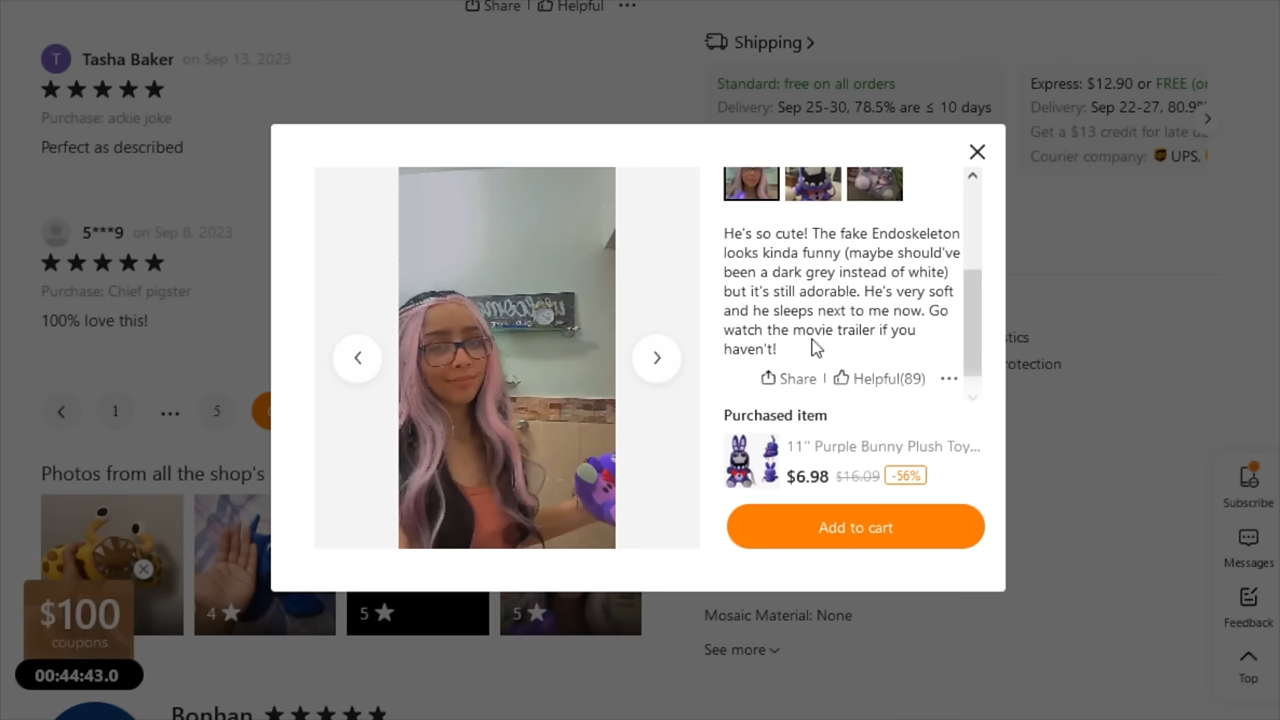 Share | Helpful ...
Tasha Baker on Sep 13, 2023
Purchase: ackie joke
Perfect as described
5***9 on Sep 8, 2023
Purchase: Chief pigster
100% love this!
1 ... 5
Photos from all the shop's
4
5
5
$100
coupons
00:44:43.0
Bonhan
Shipping
Standard: free on all orders
Delivery: Sep 25-30, 78.5% are ≤ 10 days
Express: $12.90 or FREE (or
Delivery: Sep 22-27, 80.9%
Get a $13 credit for late de
Courier company: UPS,
welcome
He's so cute! The fake Endoskeleton
looks kinda funny (maybe should've
been a dark grey instead of white)
but it's still adorable. He's very soft
and he sleeps next to me now. Go
watch the movie trailer if you
haven't!
Share | Helpful(89) ...
Purchased item
11'' Purple Bunny Plush Toy...
$6.98 $16.09 -56%
Add to cart
stics
rotection
Mosaic Material: None
See more
Subscribe
Messages
Feedback
Top